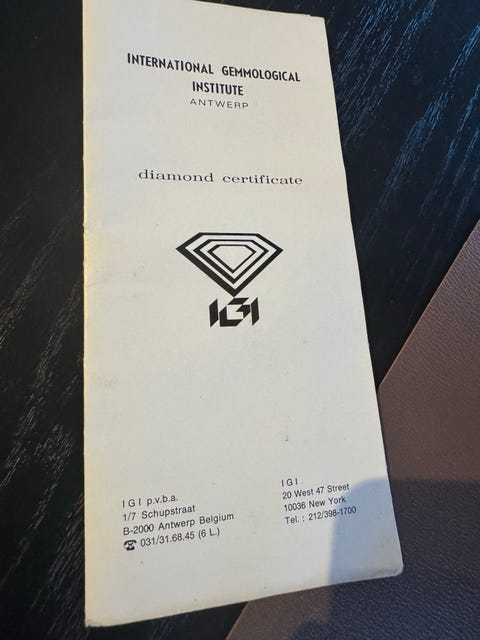 INTERNATIONAL GEMMOLOGICAL
INSTITUTE
ANTWERP
diamond certificate
IGI
I G I p.v.b.a.
1/7 Schupstraat
B-2000 Antwerp Belgium
☎ 031/31.68.45 (6 L.)
I G I
20 West 47 Street
10036 New York
Tel. : 212/398-1700